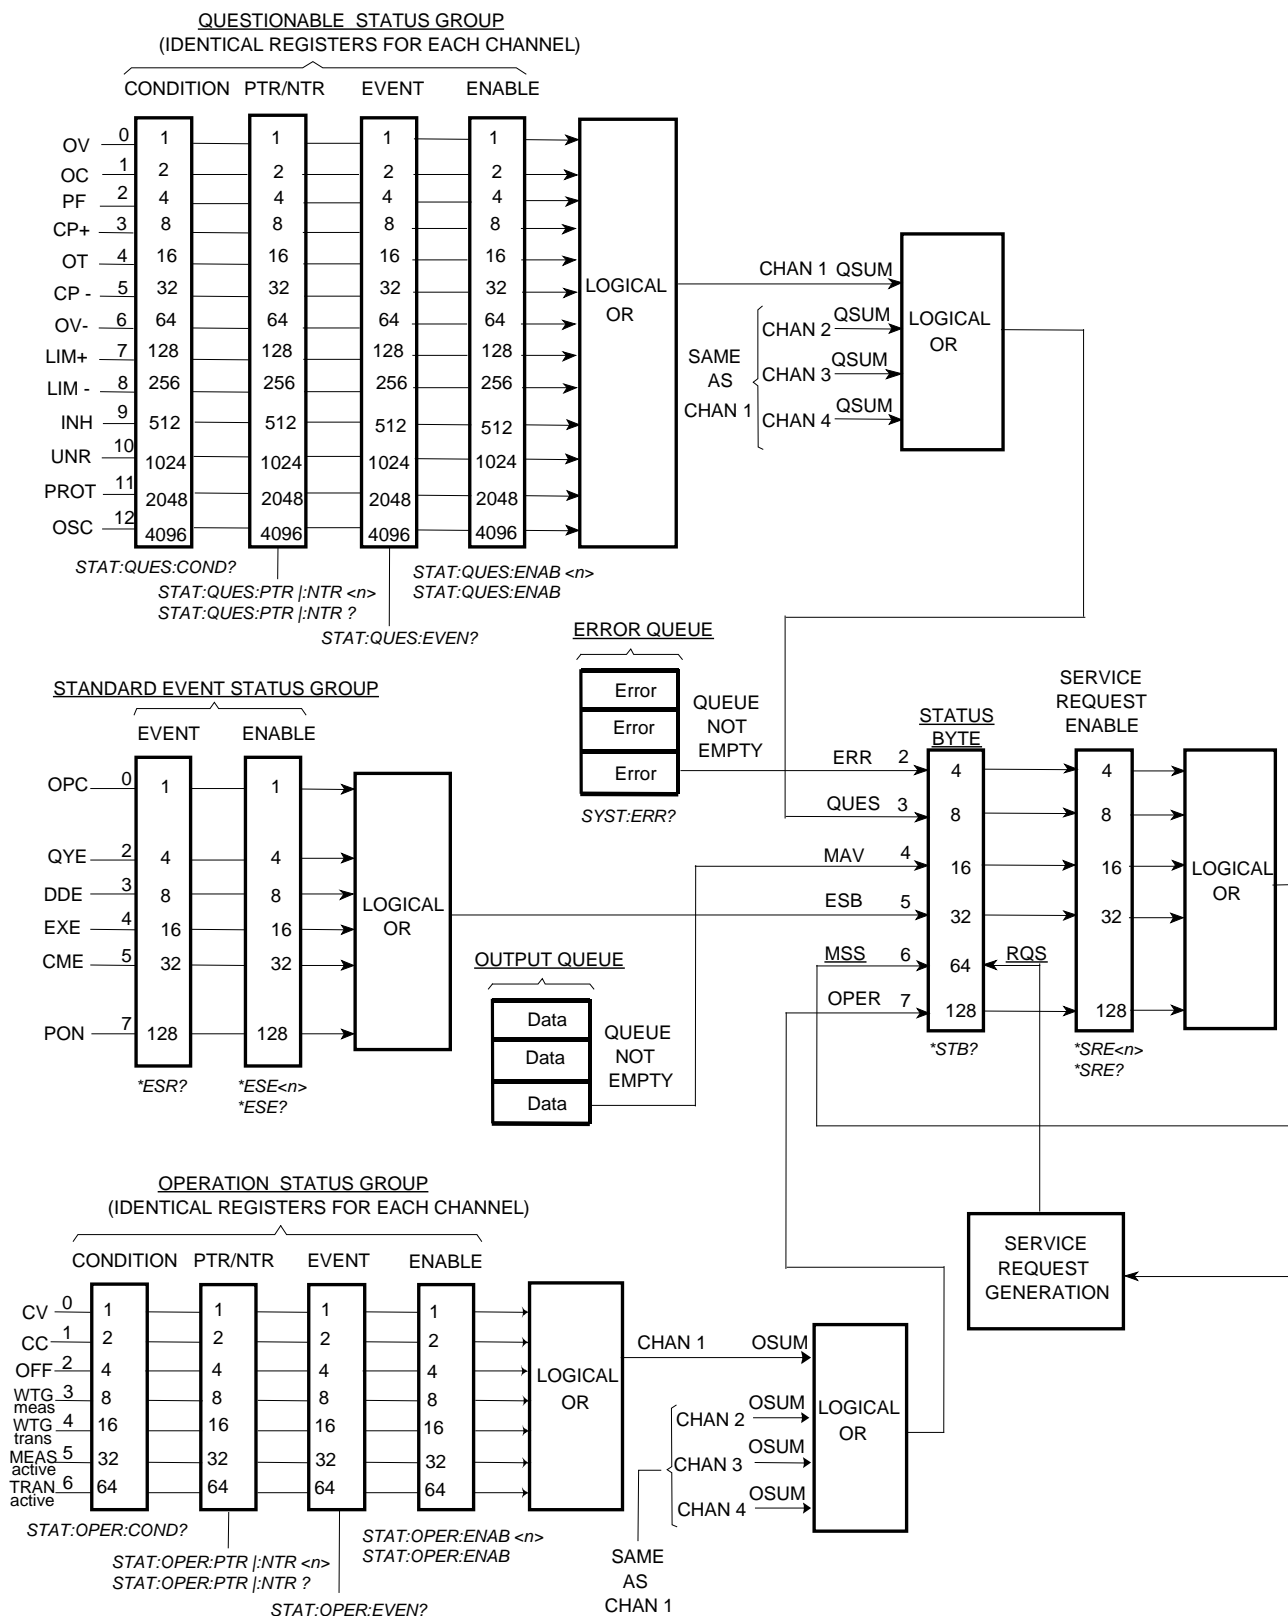 QUESTIONABLE STATUS GROUP
(IDENTICAL REGISTERS FOR EACH CHANNEL)
CONDITION PTR/NTR EVENT ENABLE
OV 0 1 1 1 1
OC 1 2 2 2 2
PF 2 4 4 4 4
CP+ 3 8 8 8 8
OT 4 16 16 16 16
CP - 5 32 32 32 32
OV- 6 64 64 64 64
LIM+ 7 128 128 128 128
LIM - 8 256 256 256 256
INH 9 512 512 512 512
UNR 10 1024 1024 1024 1024
PROT 11 2048 2048 2048 2048
OSC 12 4096 4096 4096 4096
LOGICAL
OR
STAT:QUES:COND?
STAT:QUES:PTR |:NTR <n>
STAT:QUES:PTR |:NTR ?
STAT:QUES:EVEN?
STAT:QUES:ENAB <n>
STAT:QUES:ENAB
CHAN 1 QSUM
SAME
AS
CHAN 1
CHAN 2 QSUM
CHAN 3 QSUM
CHAN 4 QSUM
LOGICAL
OR
ERROR QUEUE
Error
Error
Error
QUEUE
NOT
EMPTY
SYST:ERR?
STANDARD EVENT STATUS GROUP
EVENT ENABLE
OPC 0 1 1
QYE 2 4 4
DDE 3 8 8
EXE 4 16 16
CME 5 32 32
PON 7 128 128
LOGICAL
OR
*ESR?
*ESE<n>
*ESE?
OUTPUT QUEUE
Data
Data
Data
QUEUE
NOT
EMPTY
STATUS
BYTE
SERVICE
REQUEST
ENABLE
ERR 2 4 4
QUES 3 8 8
MAV 4 16 16
ESB 5 32 32
MSS 6 64 RQS
OPER 7 128 128
LOGICAL
OR
*STB?
*SRE<n>
*SRE?
SERVICE
REQUEST
GENERATION
OPERATION STATUS GROUP
(IDENTICAL REGISTERS FOR EACH CHANNEL)
CONDITION PTR/NTR EVENT ENABLE
CV 0 1 1 1 1
CC 1 2 2 2 2
OFF 2 4 4 4 4
WTG meas 3 8 8 8 8
WTG trans 4 16 16 16 16
MEAS active 5 32 32 32 32
TRAN active 6 64 64 64 64
LOGICAL
OR
STAT:OPER:COND?
STAT:OPER:PTR |:NTR <n>
STAT:OPER:PTR |:NTR ?
STAT:OPER:EVEN?
STAT:OPER:ENAB <n>
STAT:OPER:ENAB
CHAN 1 OSUM
CHAN 2 OSUM
CHAN 3 OSUM
CHAN 4 OSUM
SAME
AS
CHAN 1
LOGICAL
OR